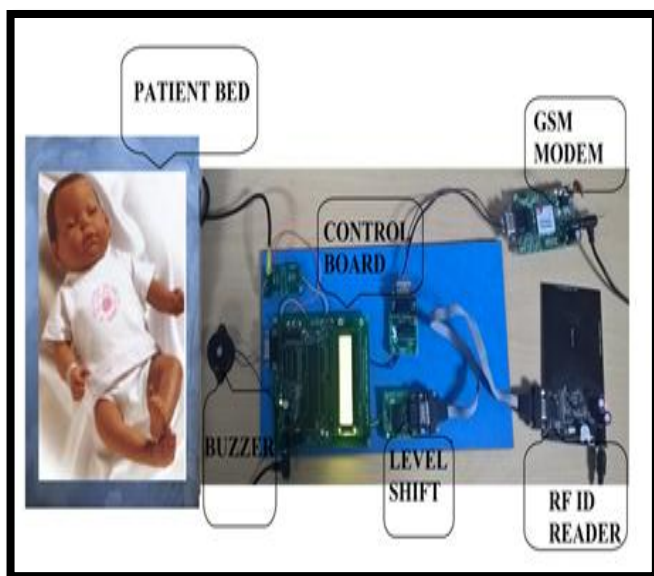 PATIENT BED
GSM
MODEM
CONTROL
BOARD
BUZZER
LEVEL
SHIFT
RF ID
READER